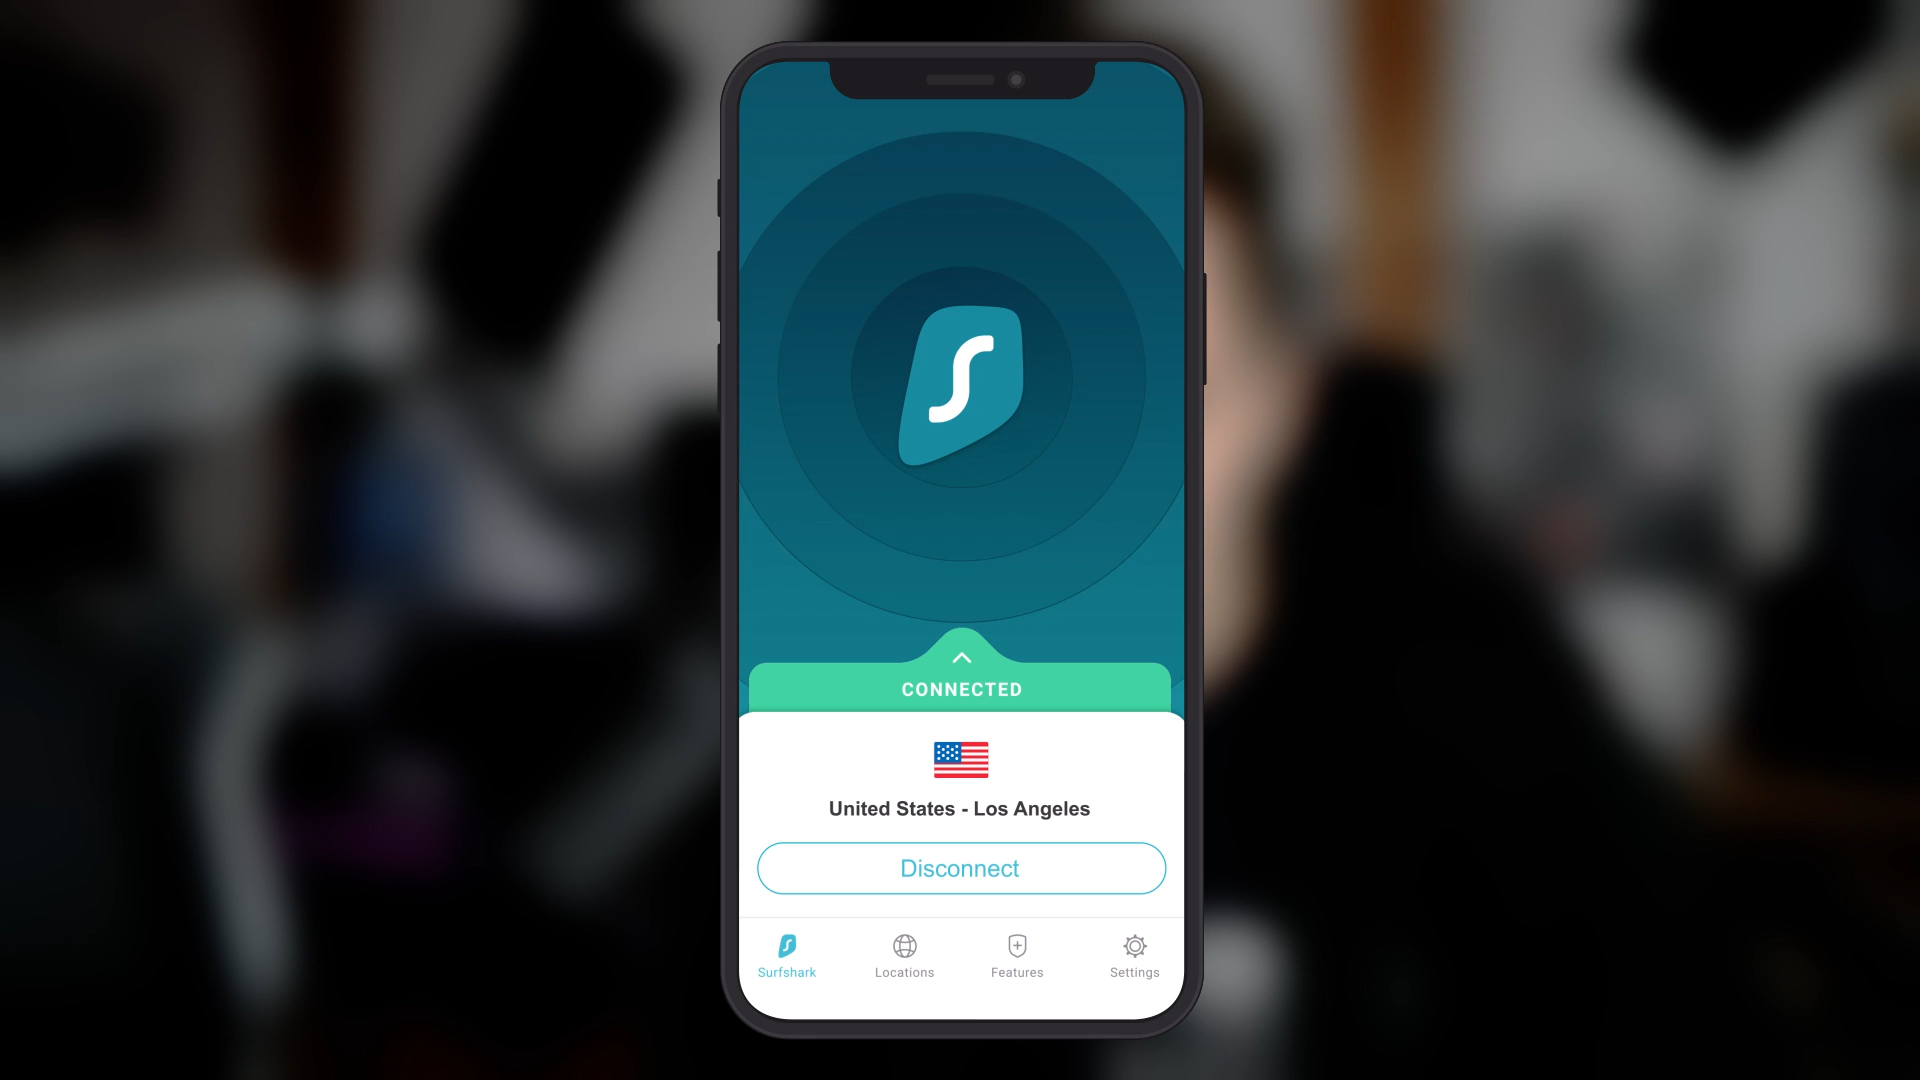 CONNECTED
United States - Los Angeles
Disconnect
Surfshark
Locations
Features
Settings